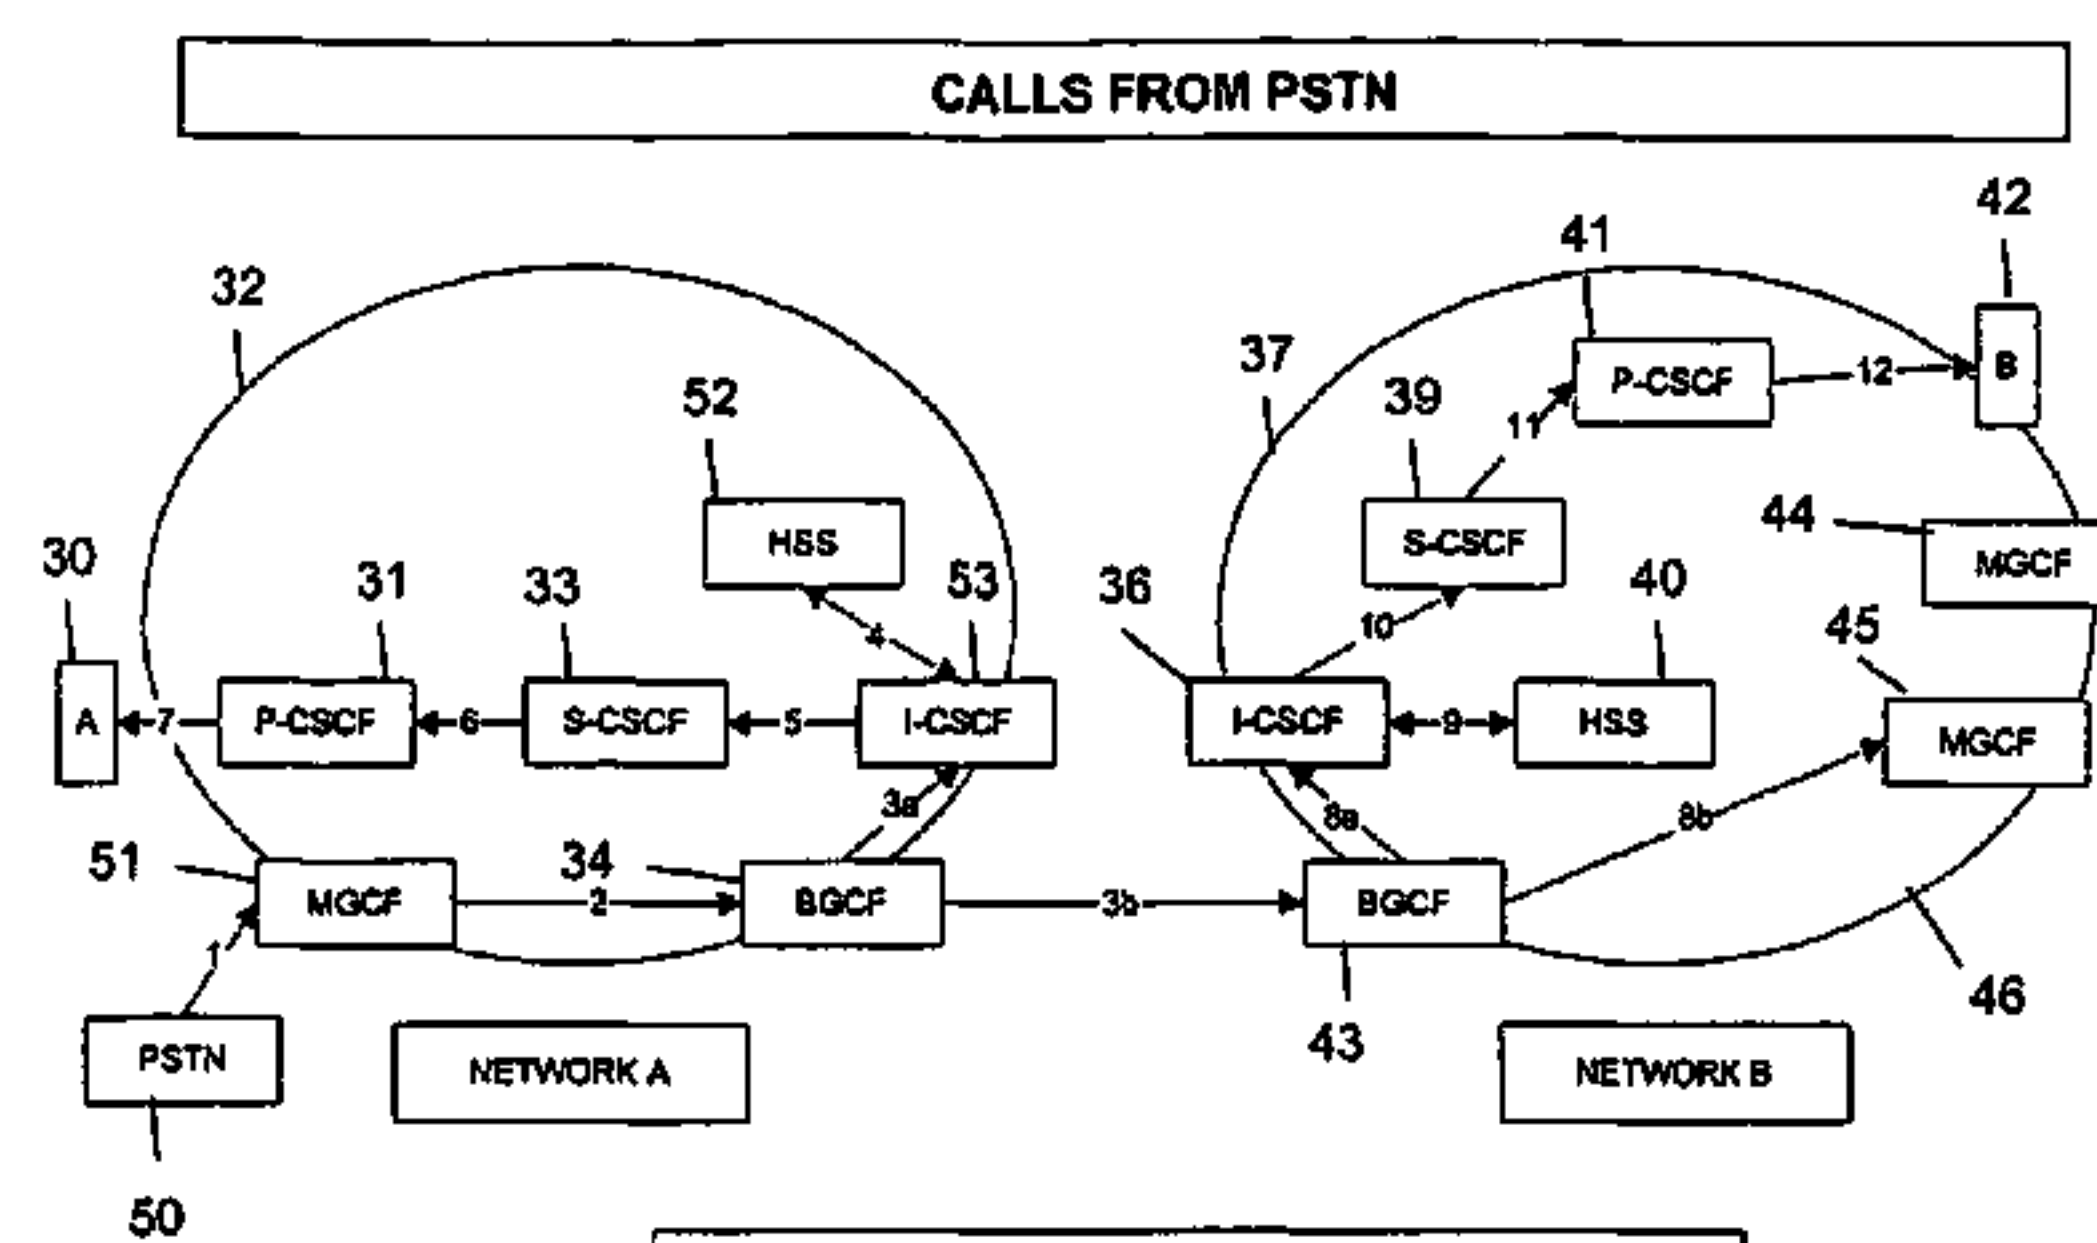 CALLS FROM PSTN
42
41
32
37
12
B
P-CSCF
52
39
11
44
HSS
S-CSCF
MGCF
30
31
33
53
36
40
4
10
45
A
7
P-CSCF
6
S-CSCF
5
I-CSCF
I-CSCF
9
HSS
MGCF
3a
8a
8b
51
34
MGCF
2
BGCF
3b
BGCF
1
46
PSTN
NETWORK A
43
NETWORK B
50